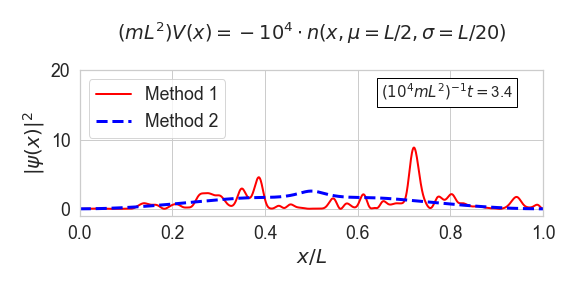 (mL²)V(x) = −10⁴ · n(x, μ = L/2, σ = L/20)
20
10
0
|ψ(x)|²
Method 1
Method 2
(10⁴mL²)⁻¹t = 3.4
0.0 0.2 0.4 0.6 0.8 1.0
x/L